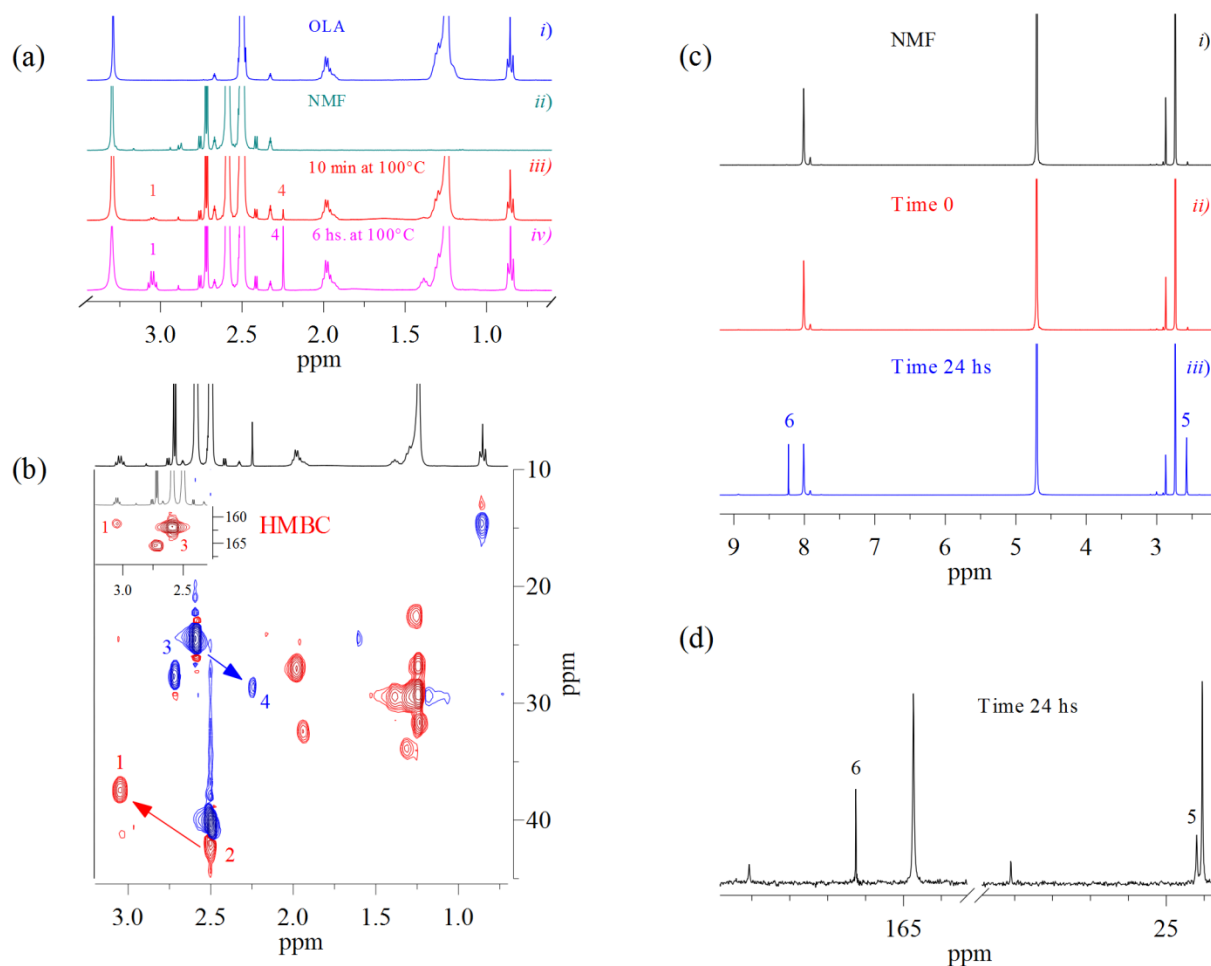 (a)
OLA
i)
NMF
ii)
10 min at 100°C
iii)
1
4
6 hs. at 100°C
iv)
1
4
3.0 2.5 2.0 1.5 1.0
ppm
(b)
HMBC
1
3
160
165
3.0 2.5
3
4
1
2
10
20
30
40
ppm
3.0 2.5 2.0 1.5 1.0
ppm
(c)
NMF
i)
Time 0
ii)
Time 24 hs
iii)
6
5
9 8 7 6 5 4 3
ppm
(d)
Time 24 hs
6
5
165 25
ppm